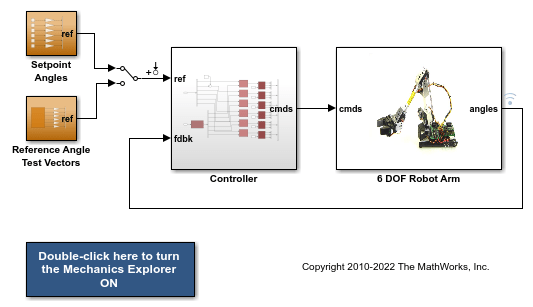 ref
Setpoint
Angles
ref
Reference Angle
Test Vectors
ref
fdbk
cmds
Controller
cmds
angles
6 DOF Robot Arm
Double-click here to turn
the Mechanics Explorer
ON
Copyright 2010-2022 The MathWorks, Inc.